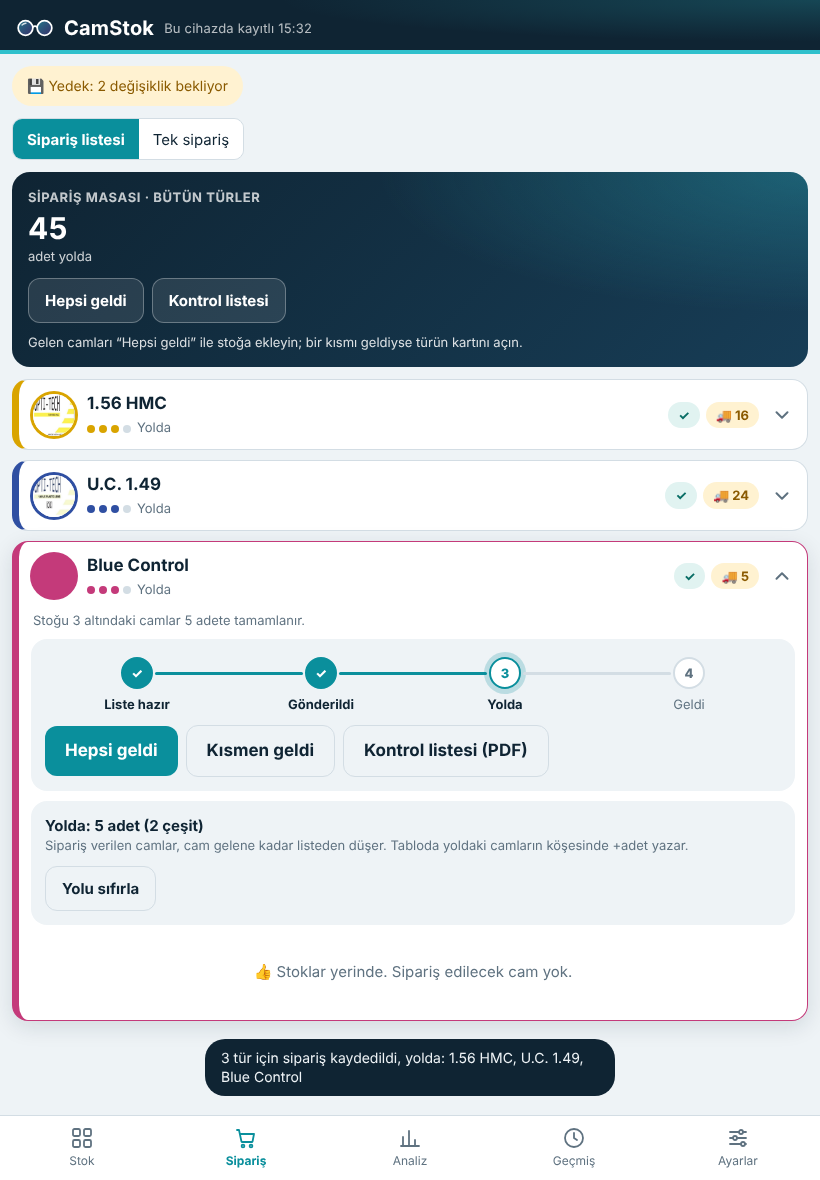 CamStok Bu cihazda kayıtlı 15:32
💾 Yedek: 2 değişiklik bekliyor
Sipariş listesi Tek sipariş
SİPARİŞ MASASI · BÜTÜN TÜRLER
45
adet yolda
Hepsi geldi Kontrol listesi
Gelen camları “Hepsi geldi” ile stoğa ekleyin; bir kısmı geldiyse türün kartını açın.
1.56 HMC
Yolda
✓ 🚚 16
U.C. 1.49
Yolda
✓ 🚚 24
Blue Control
Yolda
✓ 🚚 5
Stoğu 3 altındaki camlar 5 adete tamamlanır.
✓ ✓ 3 4
Liste hazır Gönderildi Yolda Geldi
Hepsi geldi Kısmen geldi Kontrol listesi (PDF)
Yolda: 5 adet (2 çeşit)
Sipariş verilen camlar, cam gelene kadar listeden düşer. Tabloda yoldaki camların köşesinde +adet yazar.
Yolu sıfırla
👍 Stoklar yerinde. Sipariş edilecek cam yok.
3 tür için sipariş kaydedildi, yolda: 1.56 HMC, U.C. 1.49,
Blue Control
Stok Sipariş Analiz Geçmiş Ayarlar